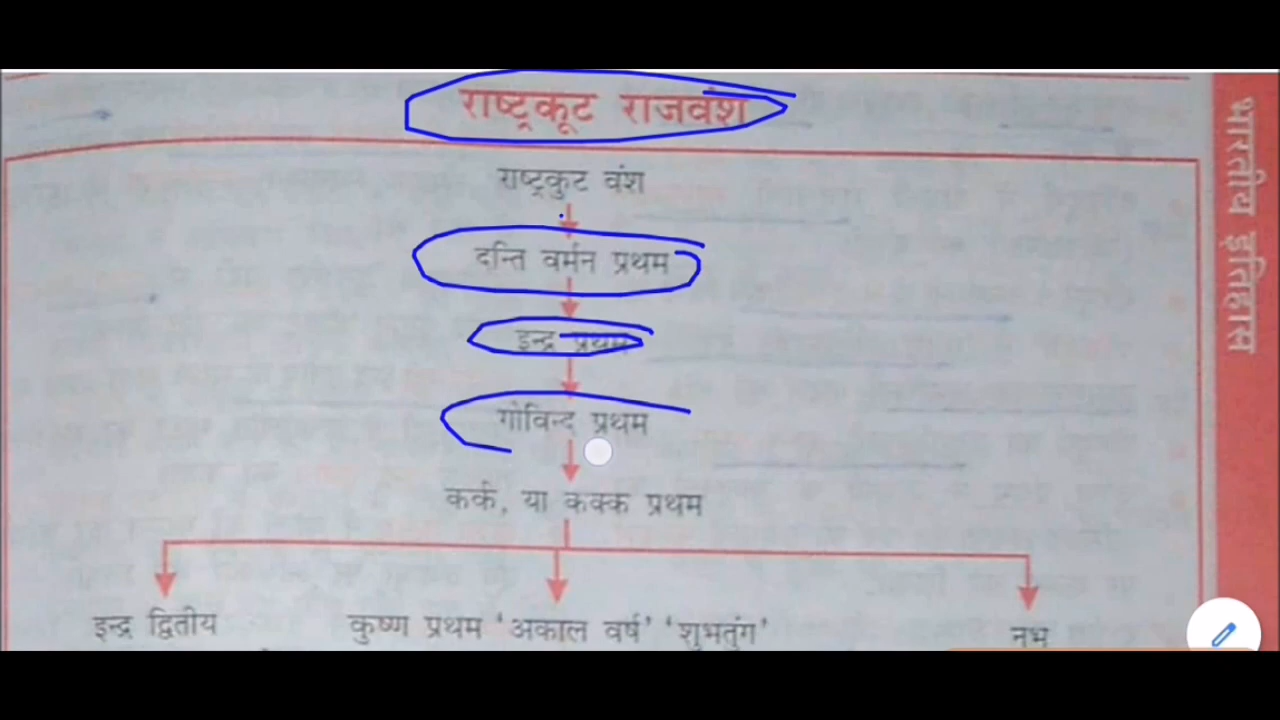 राष्ट्रकूट राजवंश
राष्ट्रकुट वंश
दन्ति वर्मन प्रथम
इन्द्र प्रथम
गोविन्द प्रथम
कर्क, या कक्क प्रथम
इन्द्र द्वितीय
कुष्ण प्रथम 'अकाल वर्ष' 'शुभतुंग'
नभ
भारतीय इतिहास